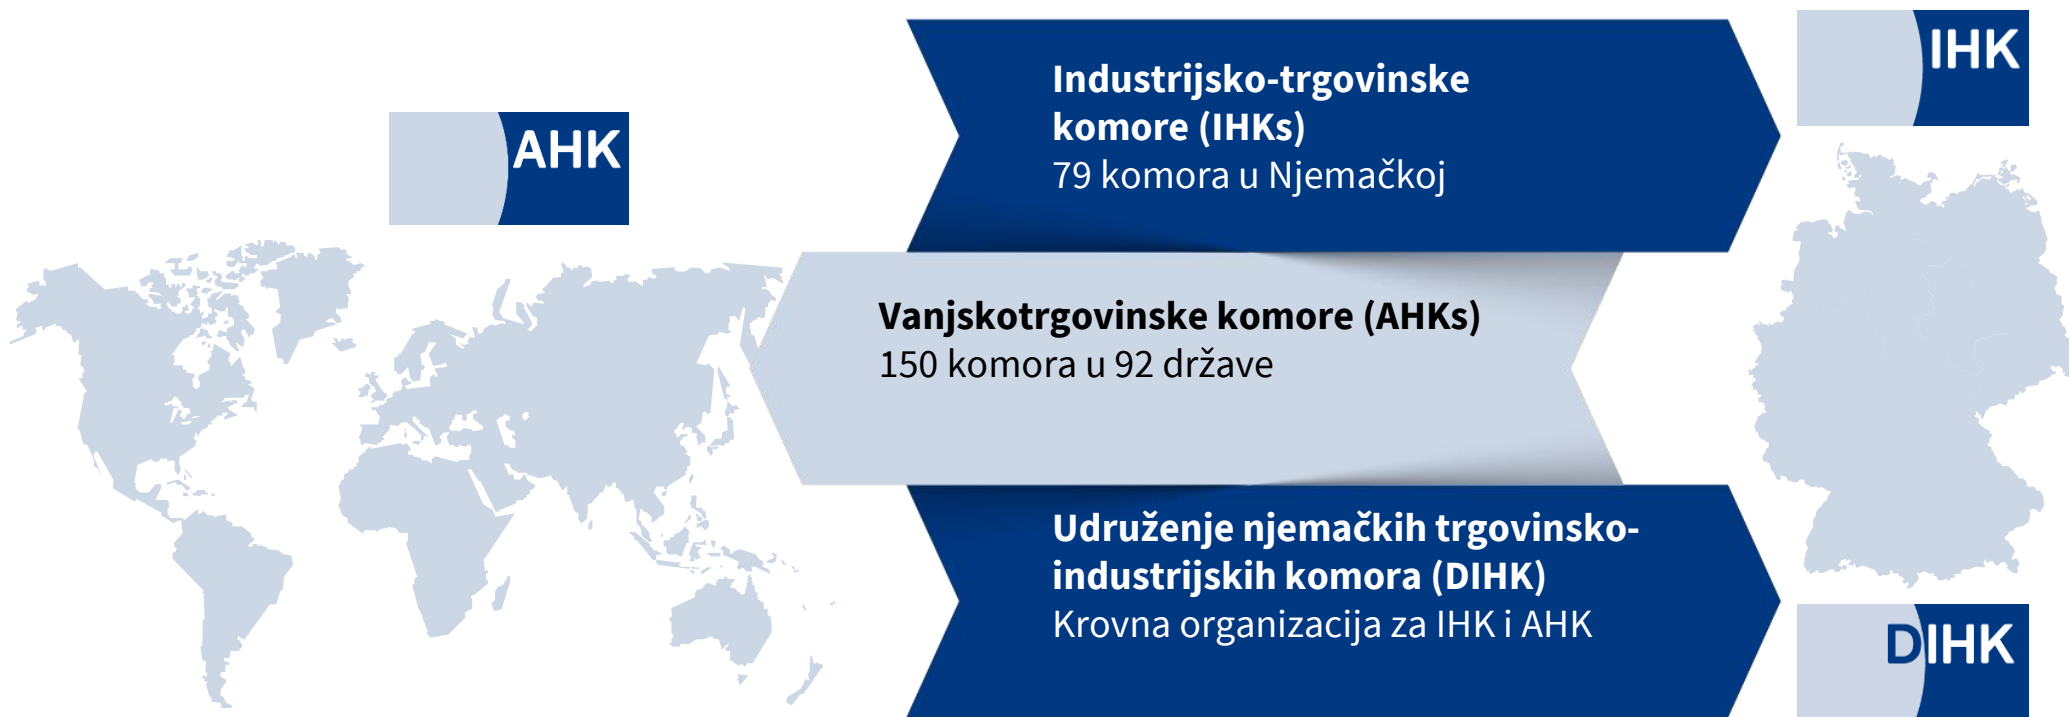 AHK
Industrijsko-trgovinske
komore (IHKs)
79 komora u Njemačkoj
IHK
Vanjskotrgovinske komore (AHKs)
150 komora u 92 države
Udruženje njemačkih trgovinsko-
industrijskih komora (DIHK)
Krovna organizacija za IHK i AHK
DIHK